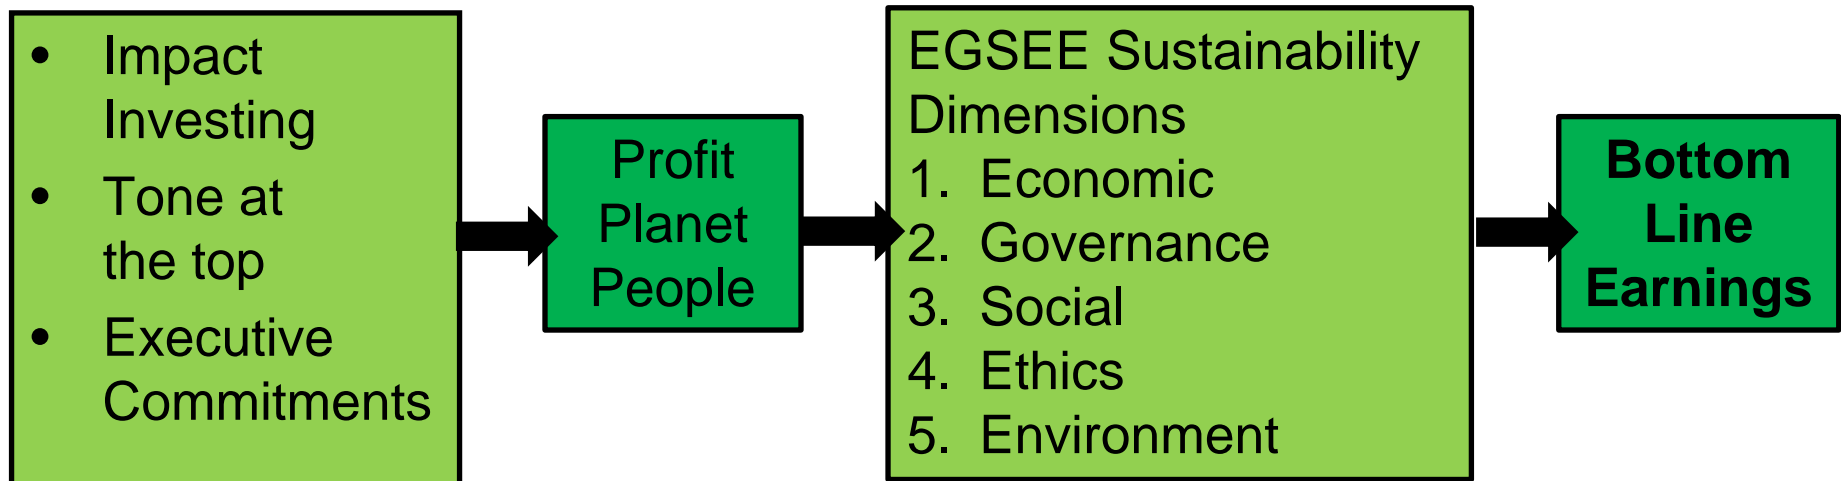 • Impact
Investing
• Tone at
the top
• Executive
Commitments
Profit
Planet
People
EGSEE Sustainability
Dimensions
1. Economic
2. Governance
3. Social
4. Ethics
5. Environment
Bottom
Line
Earnings